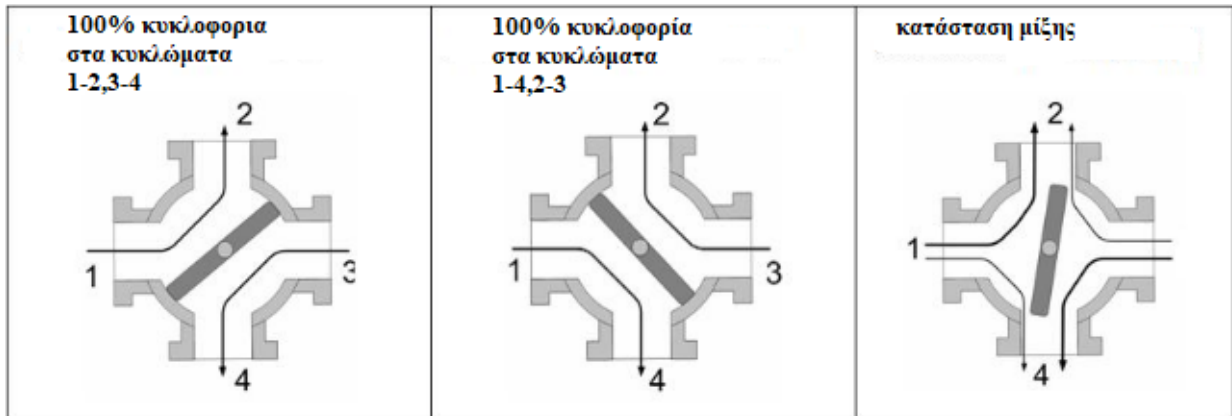 100% κυκλοφορια
στα κυκλώματα
1-2,3-4
2
1
3
4
100% κυκλοφορία
στα κυκλώματα
1-4,2-3
2
1
3
4
κατάσταση μίξης
2
1
4